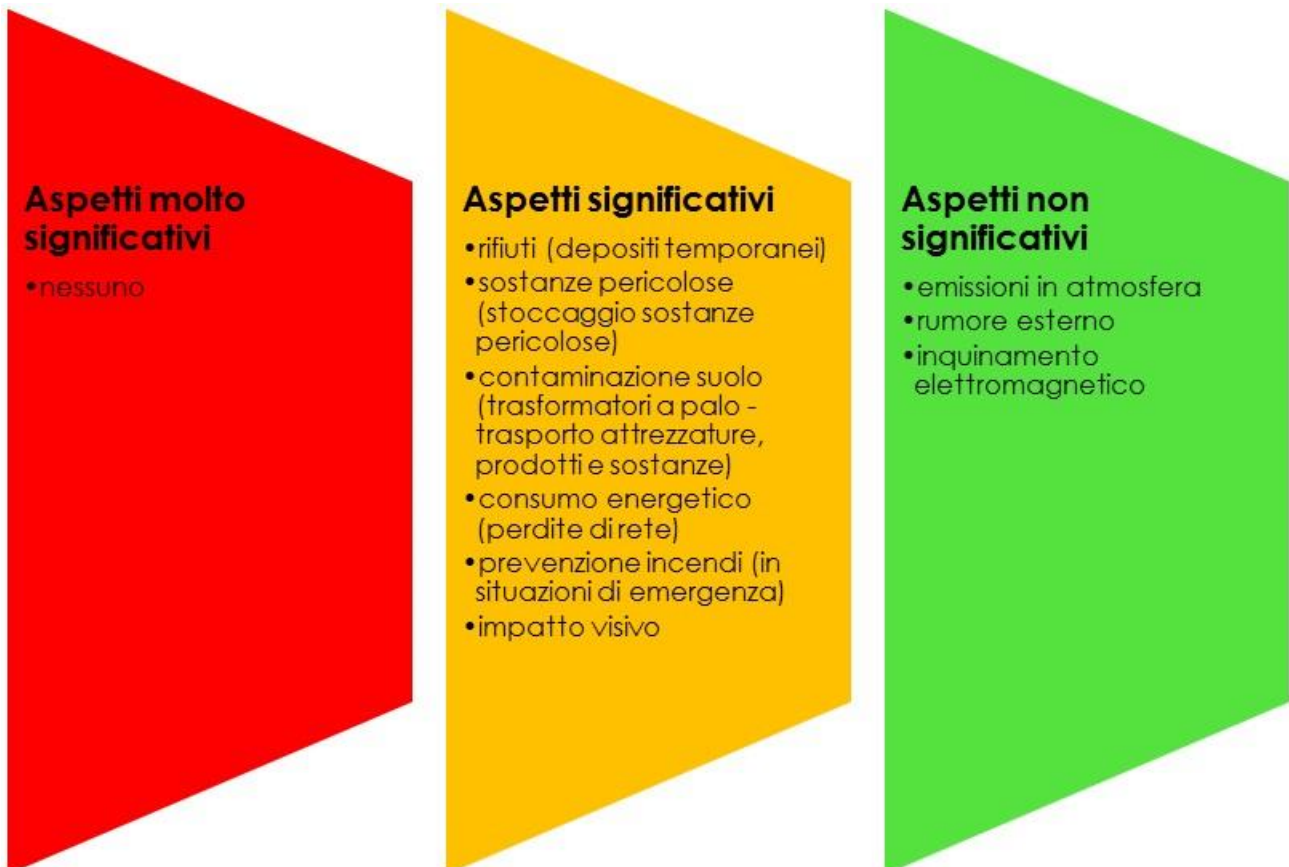 Aspetti molto
significativi
•nessuno
Aspetti significativi
•rifiuti (depositi temporanei)
•sostanze pericolose
(stoccaggio sostanze
pericolose)
•contaminazione suolo
(trasformatori a palo -
trasporto attrezzature,
prodotti e sostanze)
•consumo energetico
(perdite di rete)
•prevenzione incendi (in
situazioni di emergenza)
•impatto visivo
Aspetti non
significativi
•emissioni in atmosfera
•rumore esterno
•inquinamento
elettromagnetico